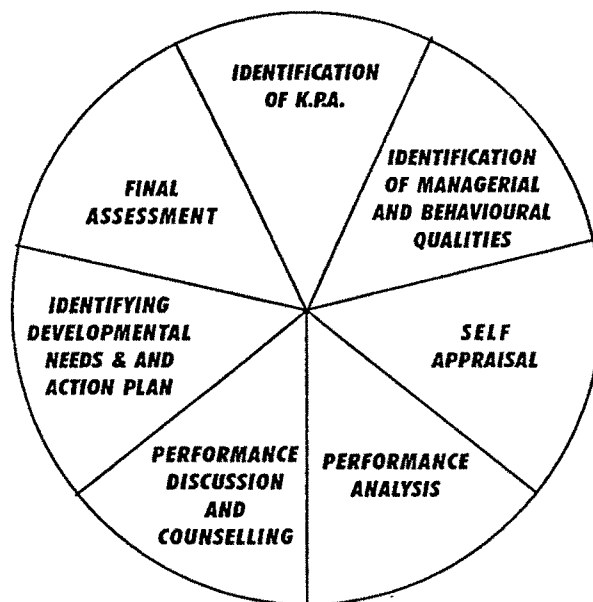 IDENTIFICATION
OF K.P.A.
IDENTIFICATION
OF MANAGERIAL
AND BEHAVIOURAL
QUALITIES
SELF
APPRAISAL
PERFORMANCE
ANALYSIS
PERFORMANCE
DISCUSSION
AND
COUNSELLING
IDENTIFYING
DEVELOPMENTAL
NEEDS & AND
ACTION PLAN
FINAL
ASSESSMENT